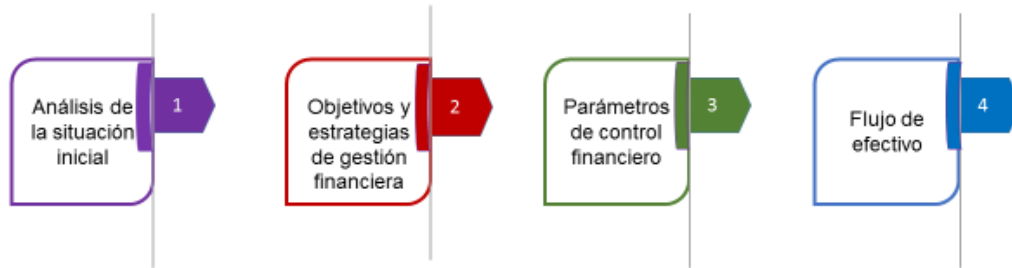 Análisis de
la situación
inicial
1
Objetivos y
estrategias
de gestión
financiera
2
Parámetros
de control
financiero
3
Flujo de
efectivo
4